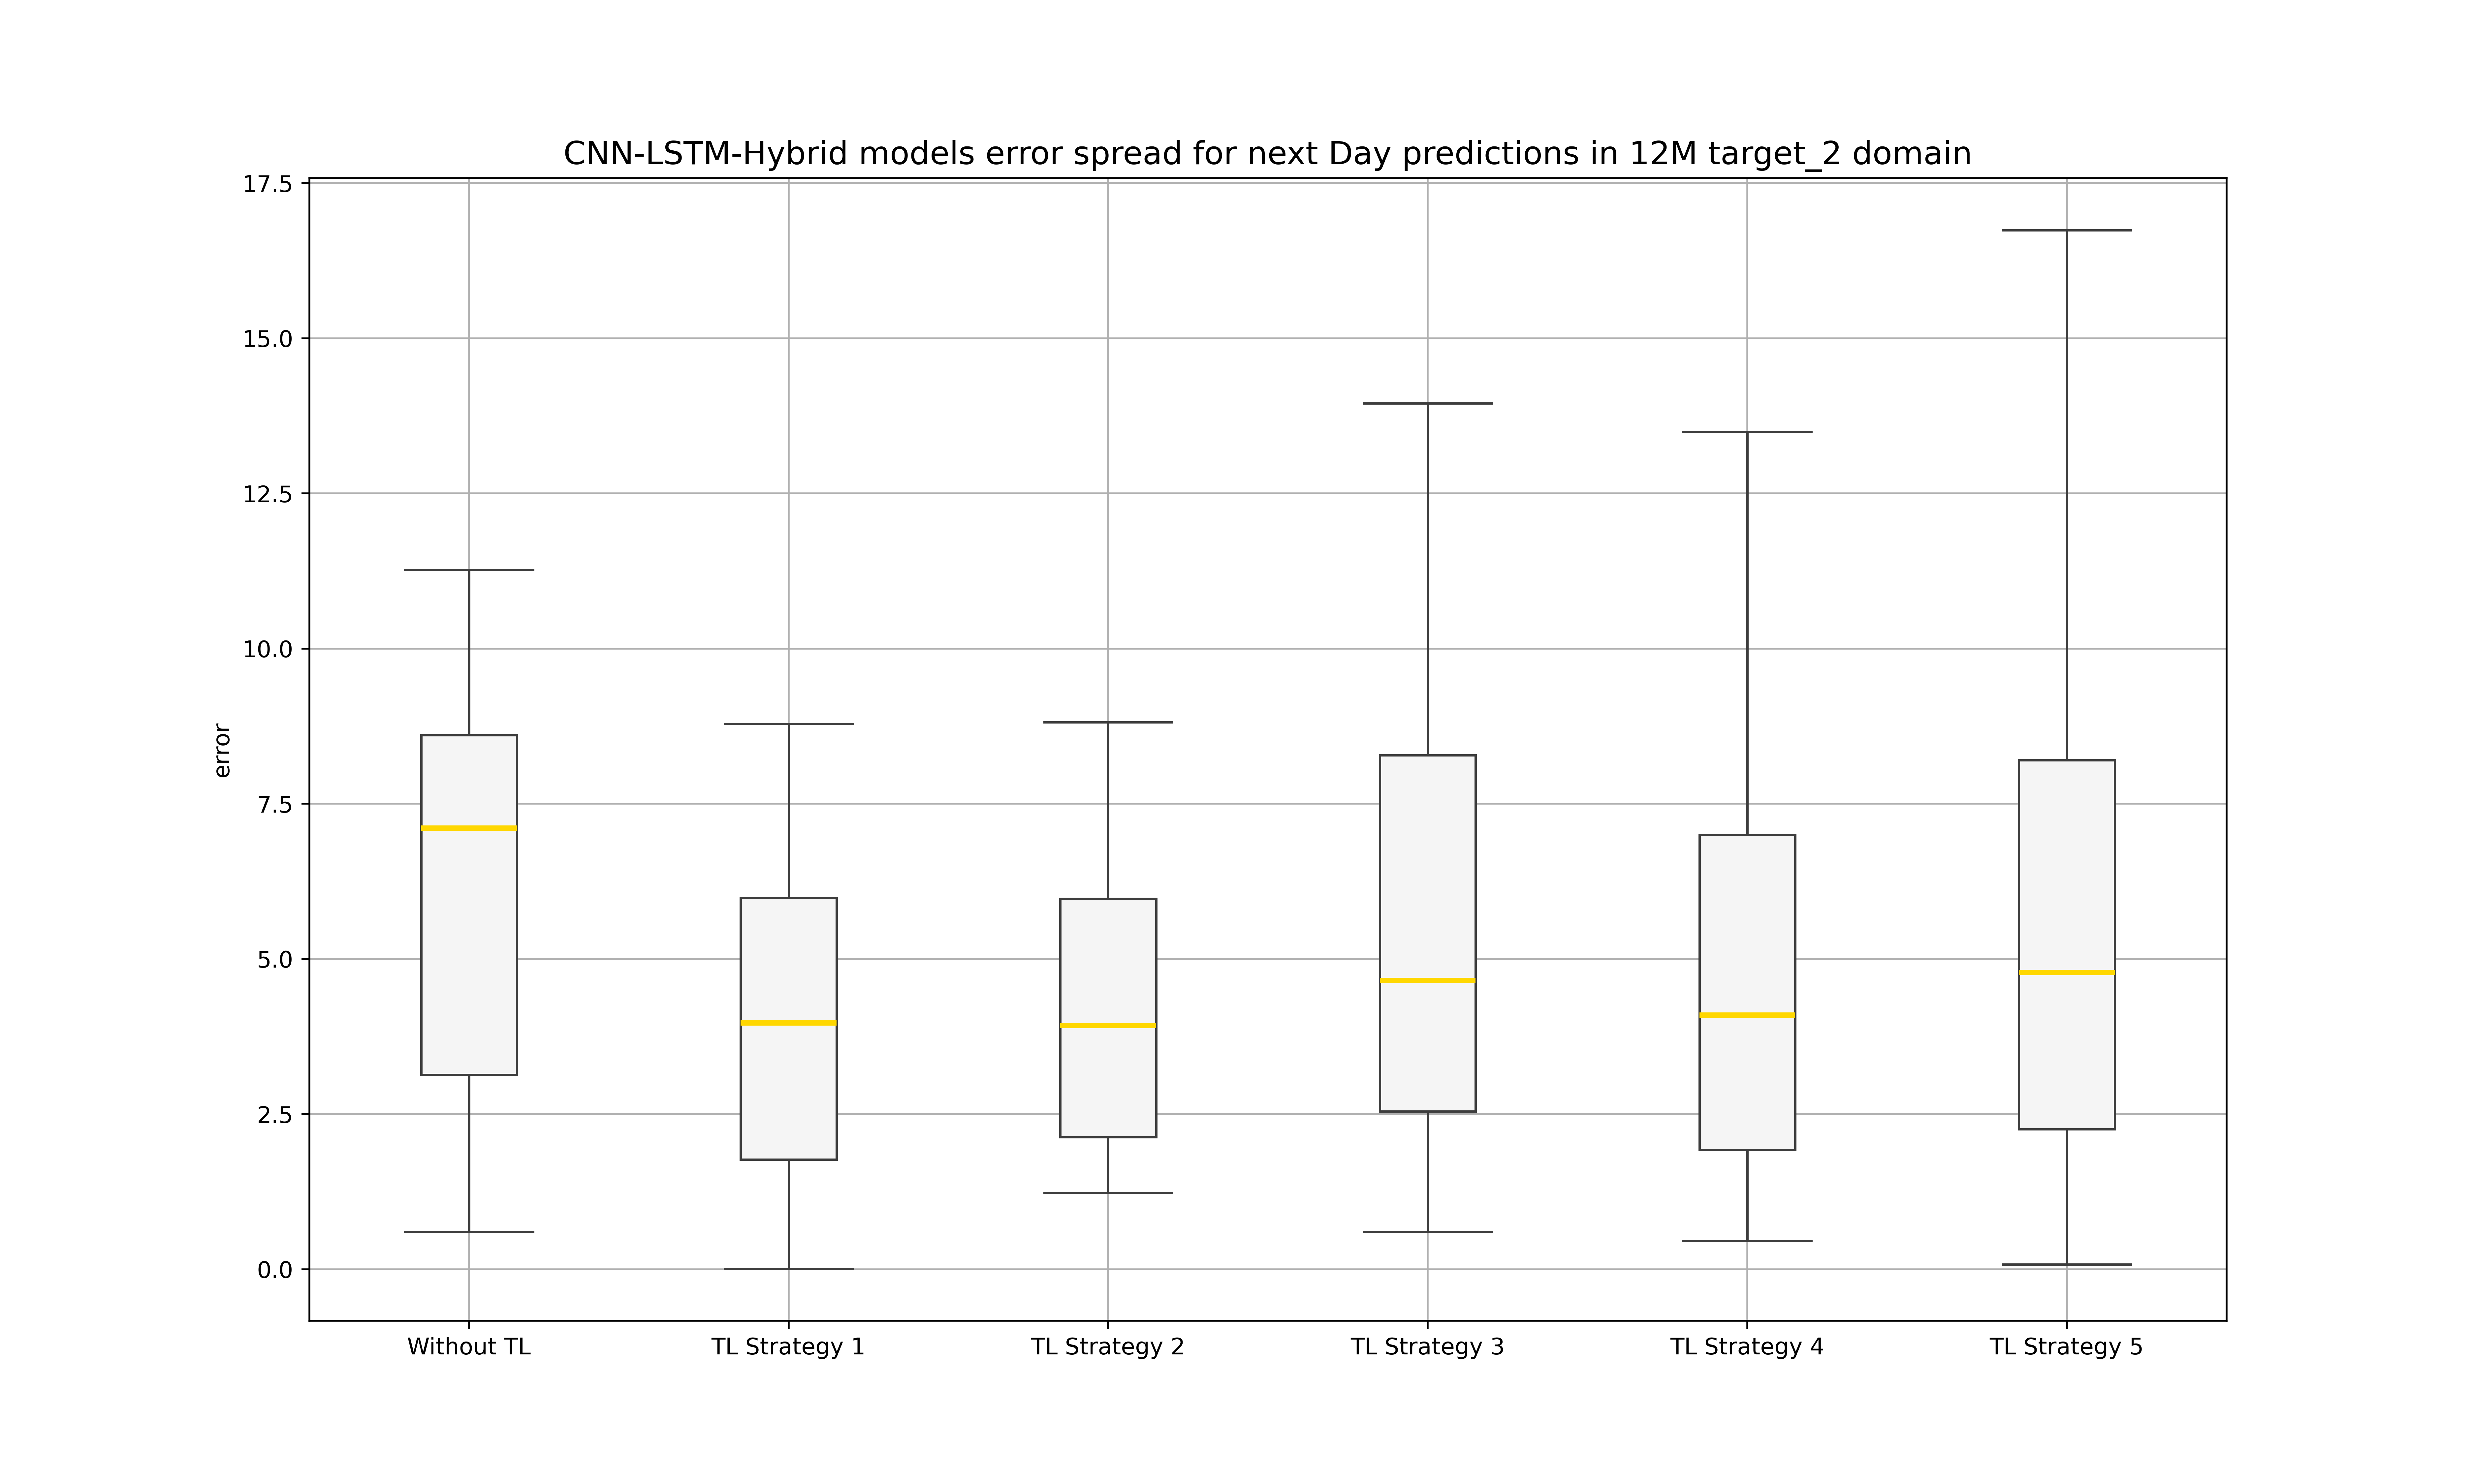 CNN-LSTM-Hybrid models error spread for next Day predictions in 12M target_2 domain
17.5
15.0
12.5
10.0
7.5
5.0
2.5
0.0
error
Without TL
TL Strategy 1
TL Strategy 2
TL Strategy 3
TL Strategy 4
TL Strategy 5